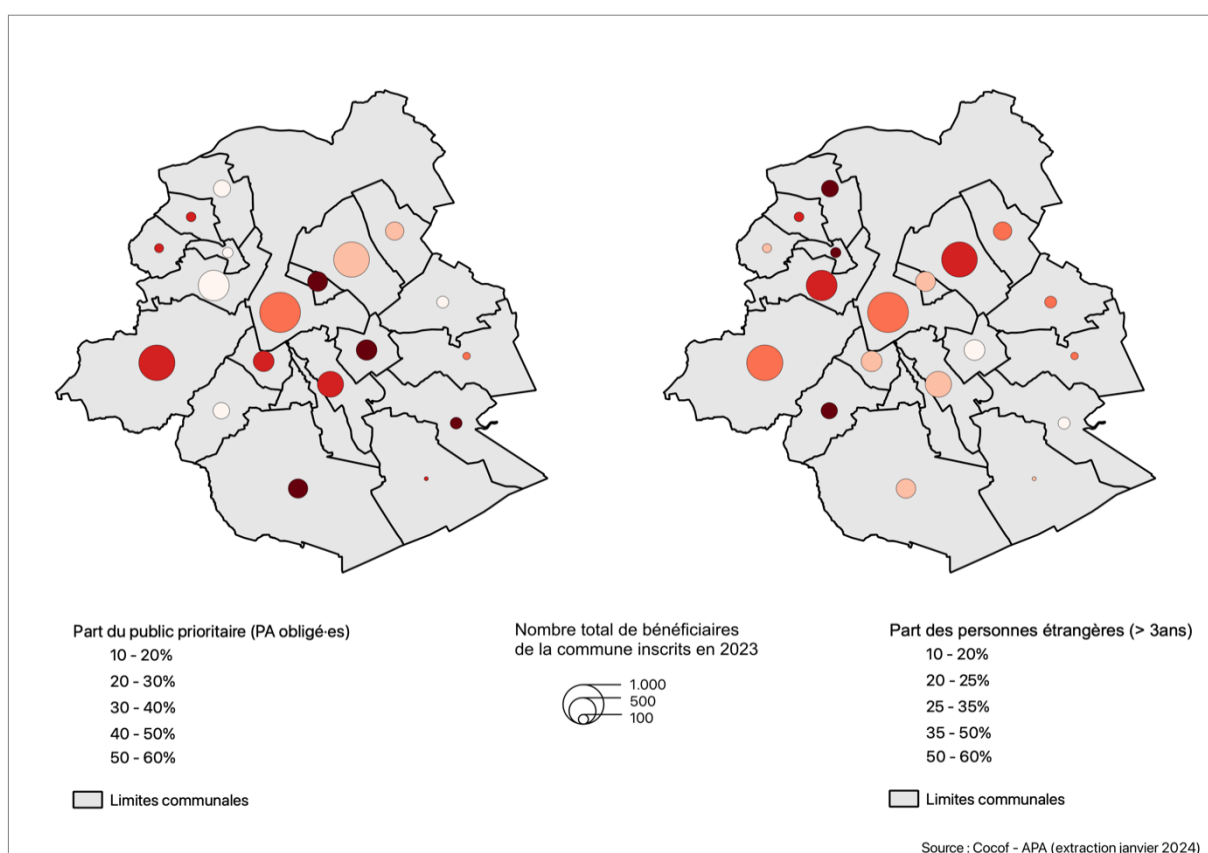 Part du public prioritaire (PA obligé·es)
10 - 20%
20 - 30%
30 - 40%
40 - 50%
50 - 60%
Limites communales
Nombre total de bénéficiaires
de la commune inscrits en 2023
1.000
500
100
Part des personnes étrangères (> 3ans)
10 - 20%
20 - 25%
25 - 35%
35 - 50%
50 - 60%
Limites communales
Source : Cocof - APA (extraction janvier 2024)